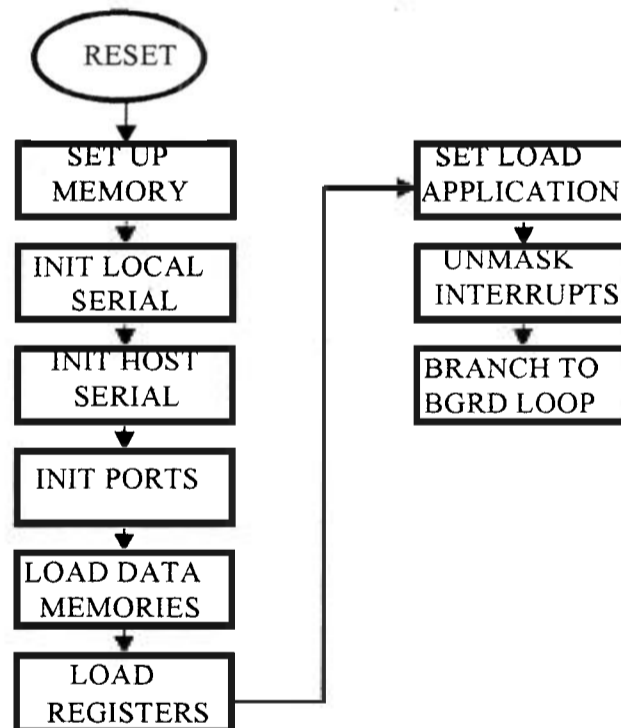 RESET
SET UP
MEMORY
INIT LOCAL
SERIAL
INIT HOST
SERIAL
INIT PORTS
LOAD DATA
MEMORIES
LOAD
REGISTERS
SET LOAD
APPLICATION
UNMASK
INTERRUPTS
BRANCH TO
BGRD LOOP